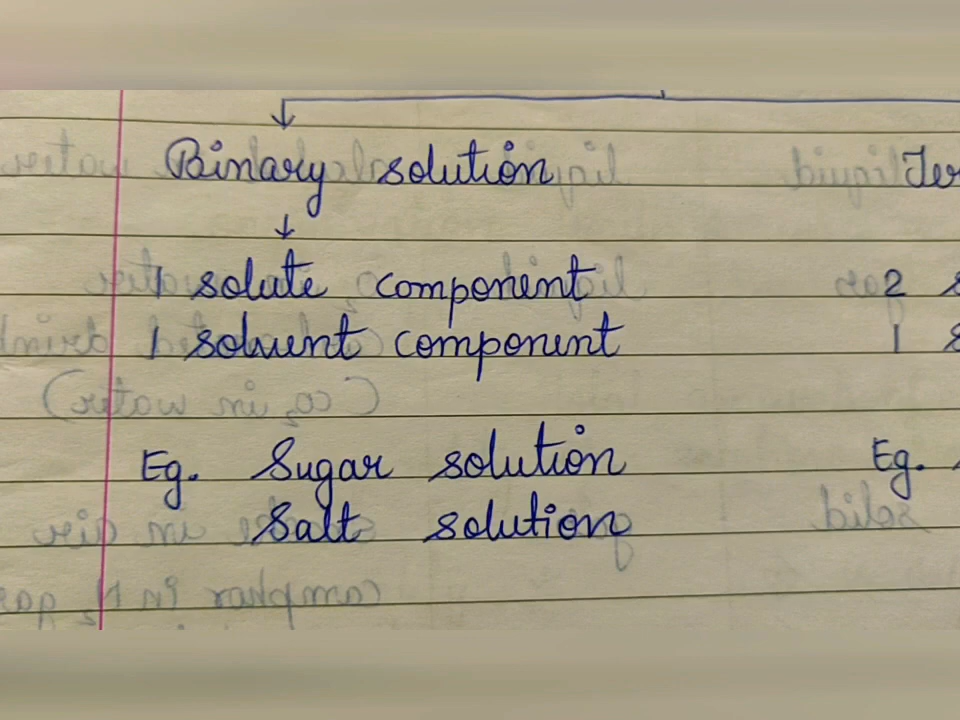 Binary solution
1 solute component 2
1 solvent component 1
Eg. Sugar solution Eg.
Salt solution